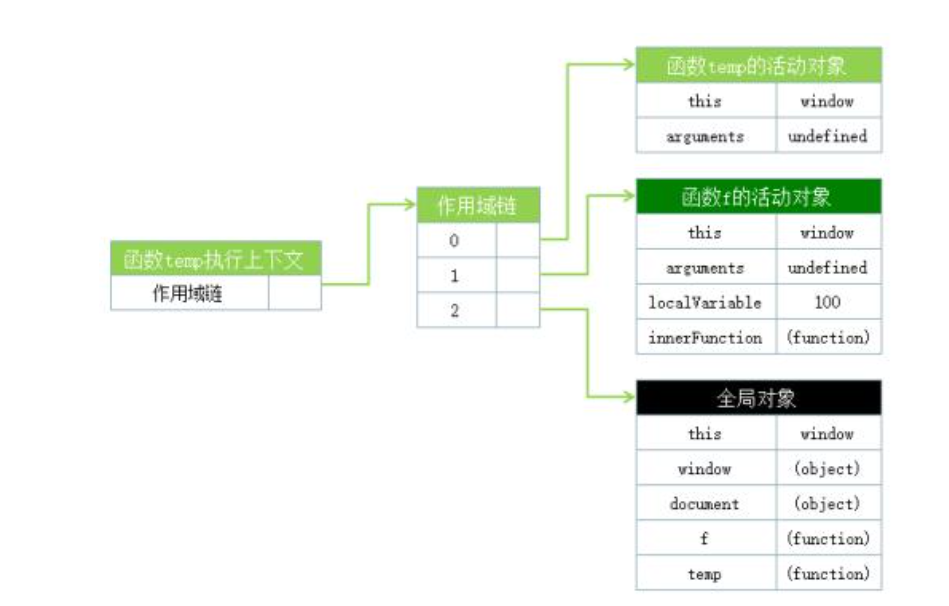 函数temp执行上下文
作用域链
作用域链
0
1
2
函数temp的活动对象
this window
arguments undefined
函数f的活动对象
this window
arguments undefined
localVariable 100
innerFunction (function)
全局对象
this window
window (object)
document (object)
f (function)
temp (function)